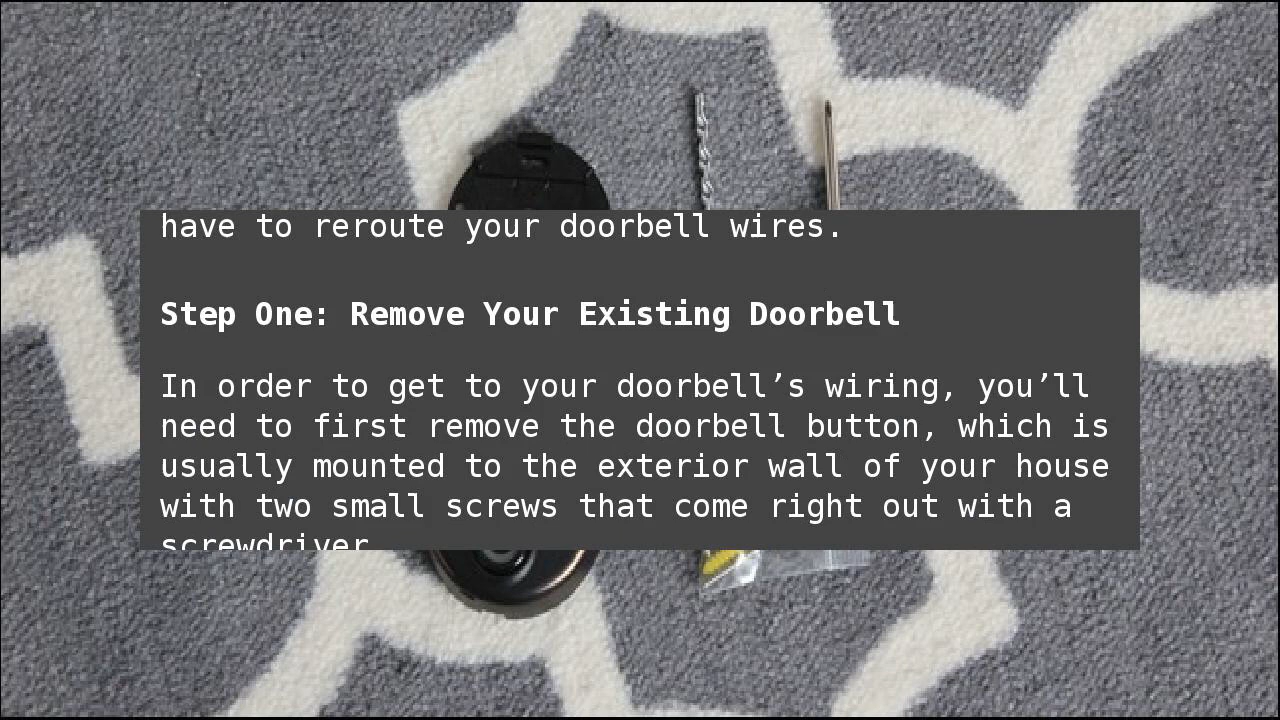 have to reroute your doorbell wires.
Step One: Remove Your Existing Doorbell
In order to get to your doorbell’s wiring, you’ll
need to first remove the doorbell button, which is
usually mounted to the exterior wall of your house
with two small screws that come right out with a
screwdriver